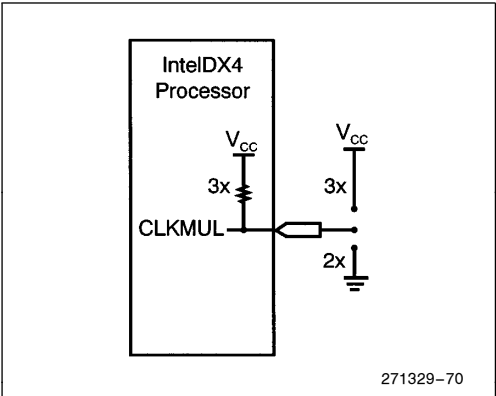 IntelDX4
Processor
VCC
3x
CLKMUL
VCC
3x
2x
271329–70